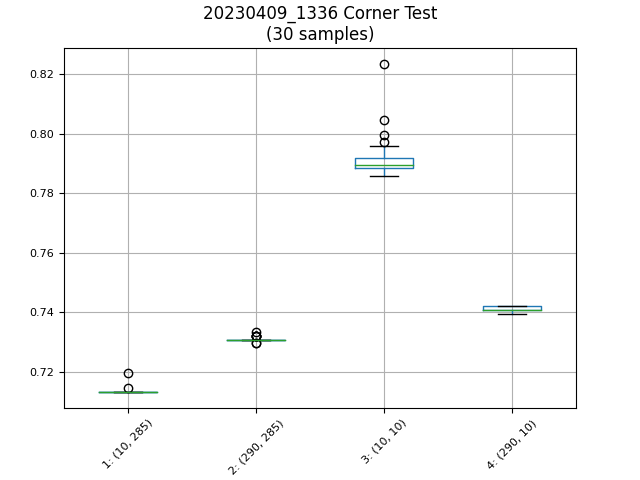 20230409_1336 Corner Test
(30 samples)
0.82
0.80
0.78
0.76
0.74
0.72
1: (10, 285)
2: (290, 285)
3: (10, 10)
4: (290, 10)